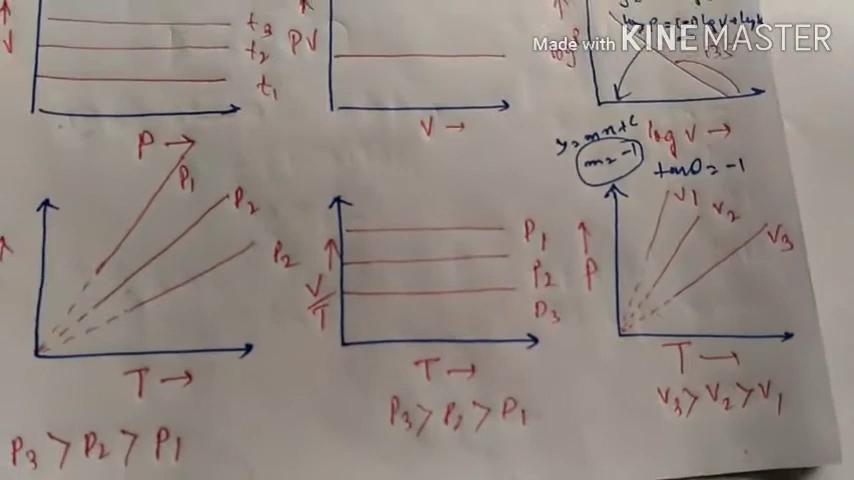 Made with KINEMASTER
V
t3
t2
t1
P →
PV
V →
y = mx + c
m = -1
log V →
tanθ = -1
P1
P2
P2
T →
P3 > P2 > P1
V/T
P1
P2
P3
T →
P3 > P2 > P1
P
V1
V2
V3
T →
V3 > V2 > V1